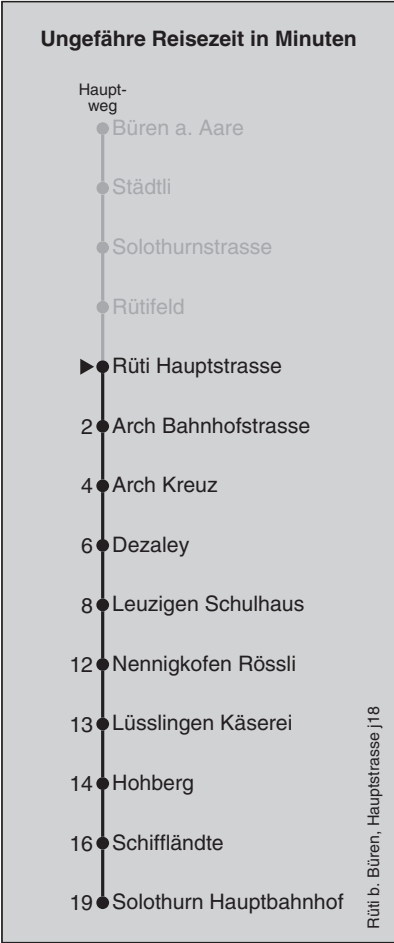 Ungefähre Reisezeit in Minuten
Haupt-
weg
Büren a. Aare
Städtli
Solothurnstrasse
Rütifeld
Rüti Hauptstrasse
2 Arch Bahnhofstrasse
4 Arch Kreuz
6 Dezaley
8 Leuzigen Schulhaus
12 Nennigkofen Rössli
13 Lüsslingen Käserei
14 Hohberg
16 Schiffländte
19 Solothurn Hauptbahnhof
Rüti b. Büren, Hauptstrasse j18